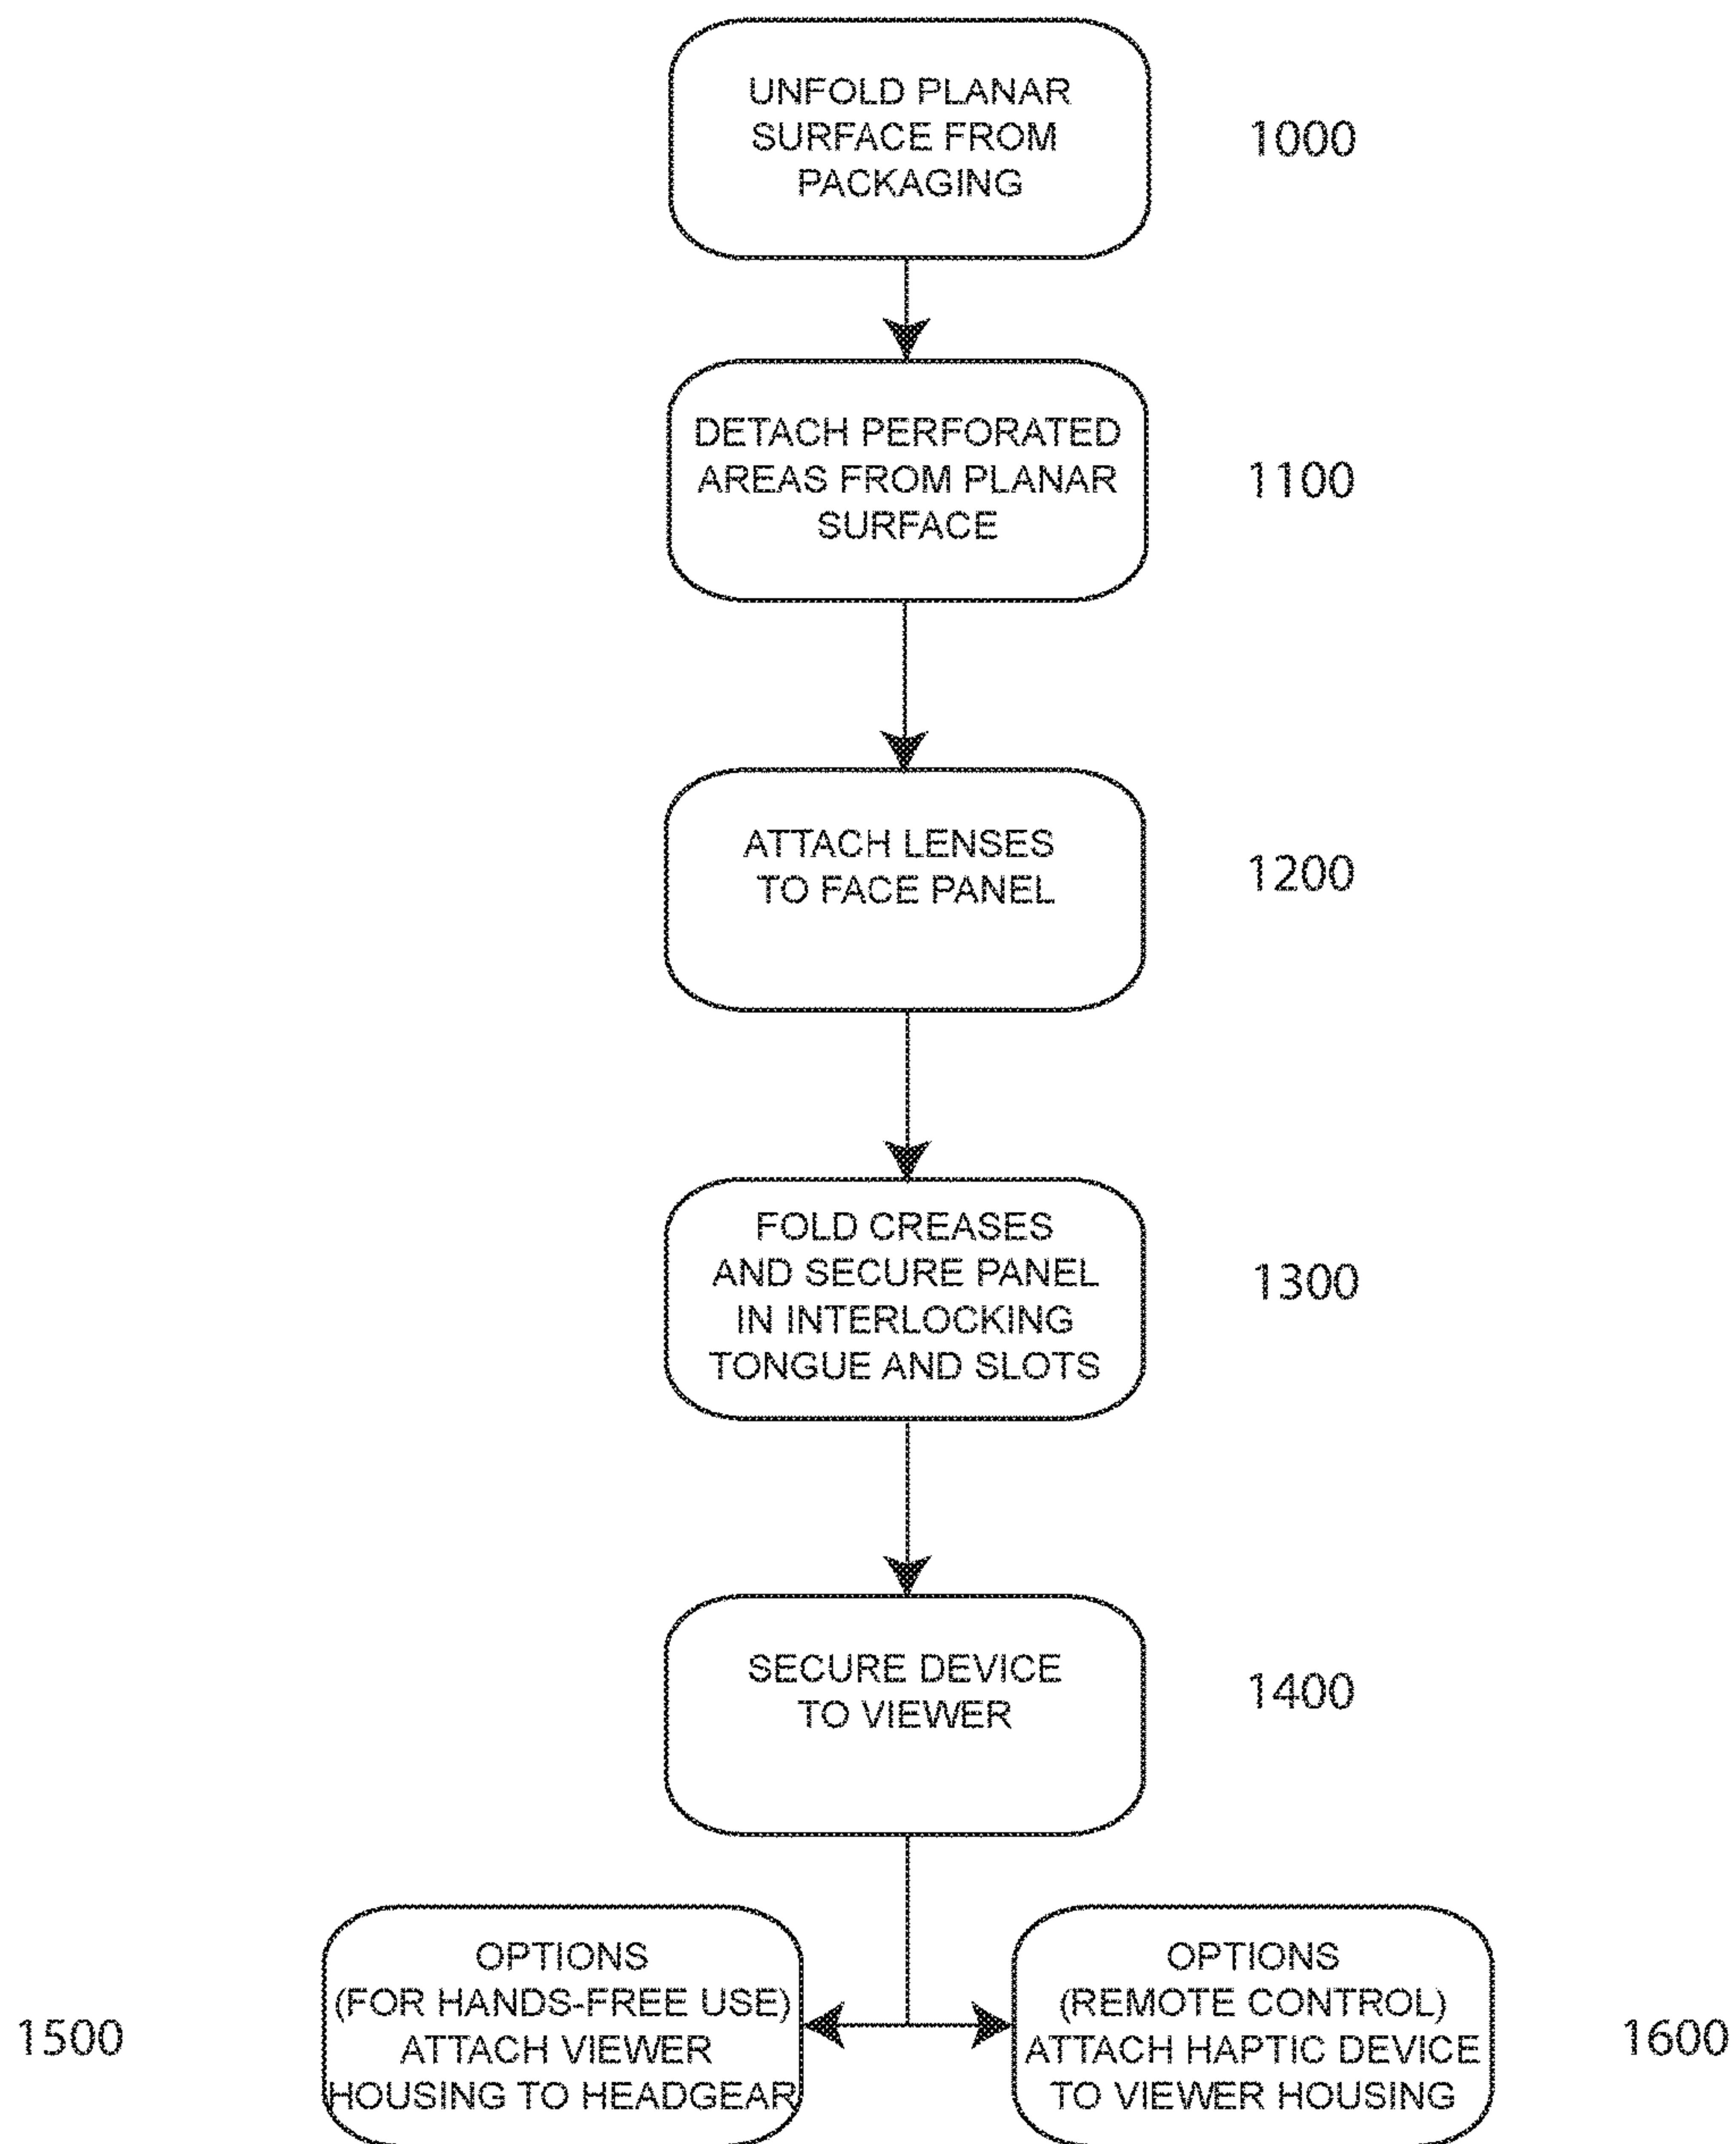 UNFOLD PLANAR
SURFACE FROM
PACKAGING
1000
DETACH PERFORATED
AREAS FROM PLANAR
SURFACE
1100
ATTACH LENSES
TO FACE PANEL
1200
FOLD CREASES
AND SECURE PANEL
IN INTERLOCKING
TONGUE AND SLOTS
1300
SECURE DEVICE
TO VIEWER
1400
1500
OPTIONS
(FOR HANDS-FREE USE)
ATTACH VIEWER
HOUSING TO HEADGEAR
OPTIONS
(REMOTE CONTROL)
ATTACH HAPTIC DEVICE
TO VIEWER HOUSING
1600